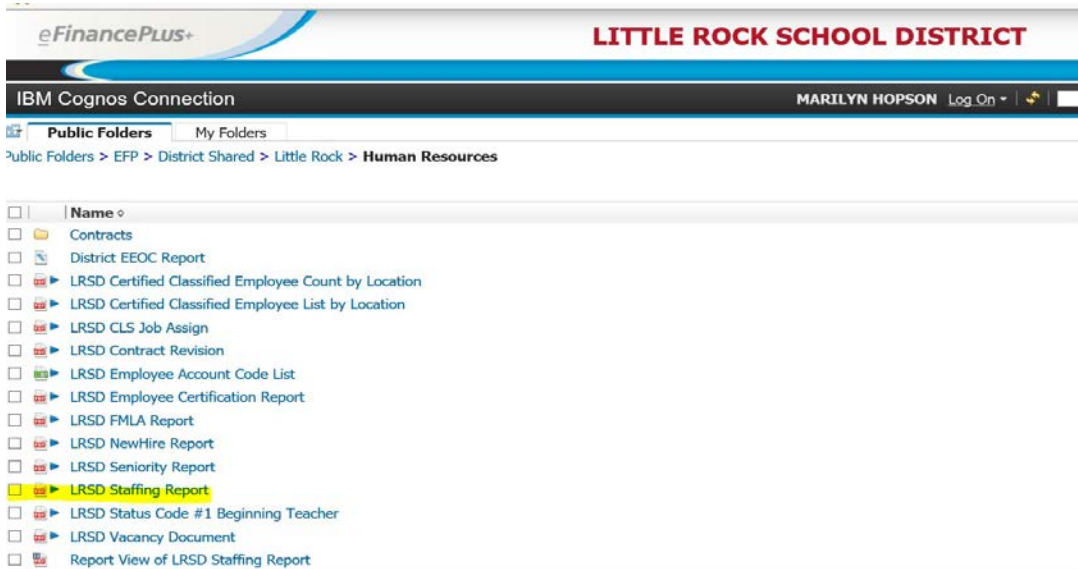 eFinancePLUS+
LITTLE ROCK SCHOOL DISTRICT
IBM Cognos Connection MARILYN HOPSON Log On
Public Folders My Folders
Public Folders > EFP > District Shared > Little Rock > Human Resources
Name
Contracts
District EEOC Report
LRSD Certified Classified Employee Count by Location
LRSD Certified Classified Employee List by Location
LRSD CLS Job Assign
LRSD Contract Revision
LRSD Employee Account Code List
LRSD Employee Certification Report
LRSD FMLA Report
LRSD NewHire Report
LRSD Seniority Report
LRSD Staffing Report
LRSD Status Code #1 Beginning Teacher
LRSD Vacancy Document
Report View of LRSD Staffing Report